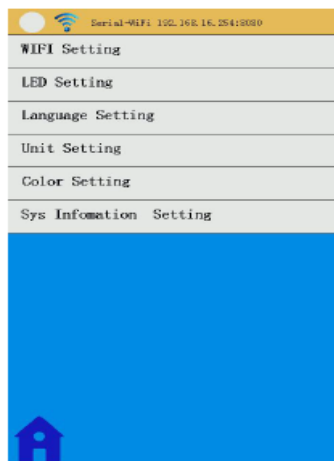 Serial-WiFi 192.168.16.254:8080
WIFI Setting
LED Setting
Language Setting
Unit Setting
Color Setting
Sys Infomation Setting